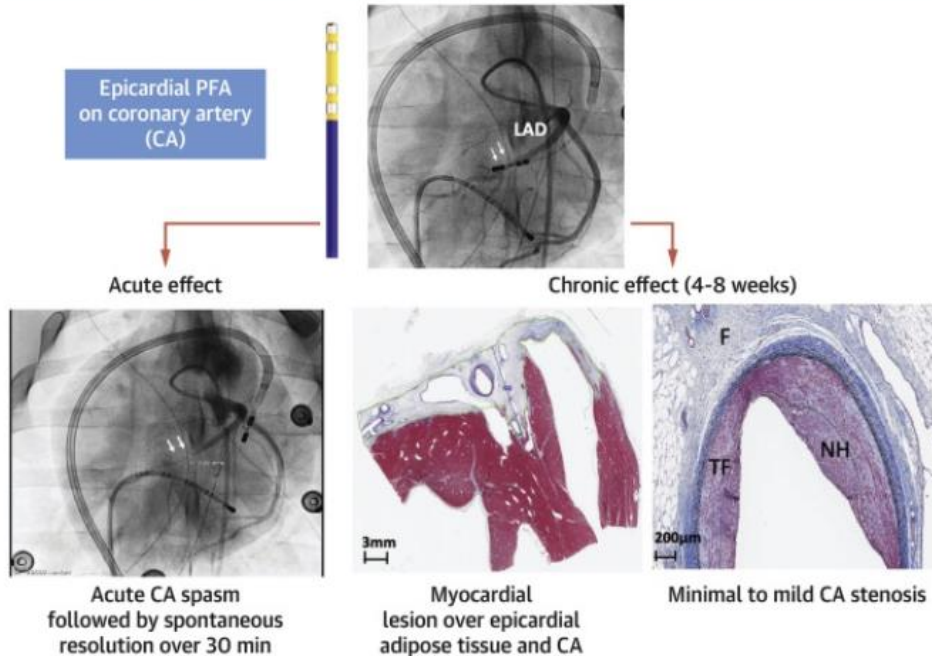 Epicardial PFA
on coronary artery
(CA)
LAD
Acute effect
Chronic effect (4-8 weeks)
F
TF
NH
3mm
200µm
Acute CA spasm
followed by spontaneous
resolution over 30 min
Myocardial
lesion over epicardial
adipose tissue and CA
Minimal to mild CA stenosis